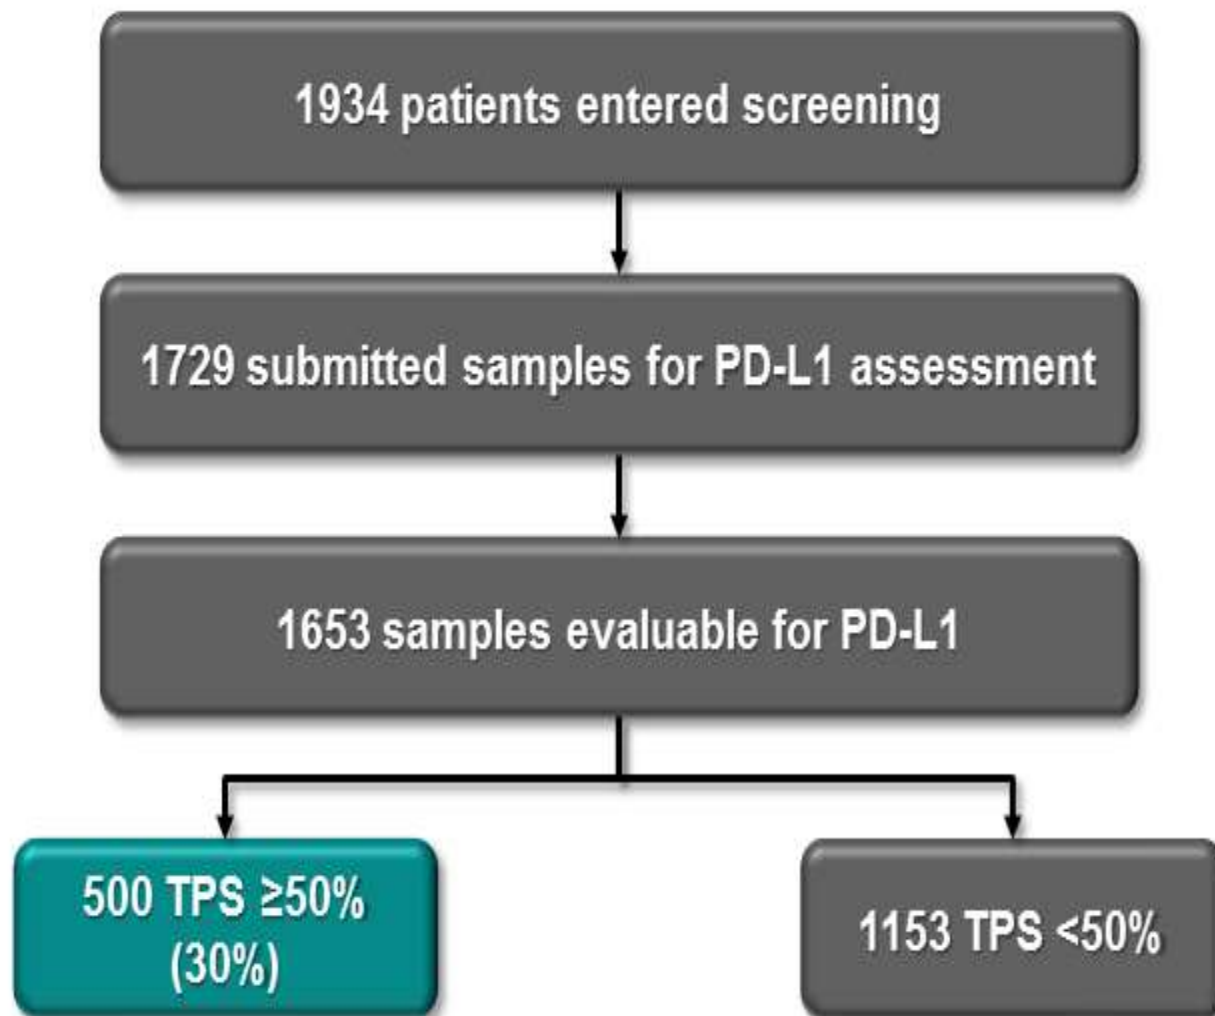 1934 patients entered screening
1729 submitted samples for PD-L1 assessment
1653 samples evaluable for PD-L1
500 TPS ≥50%
(30%)
1153 TPS <50%